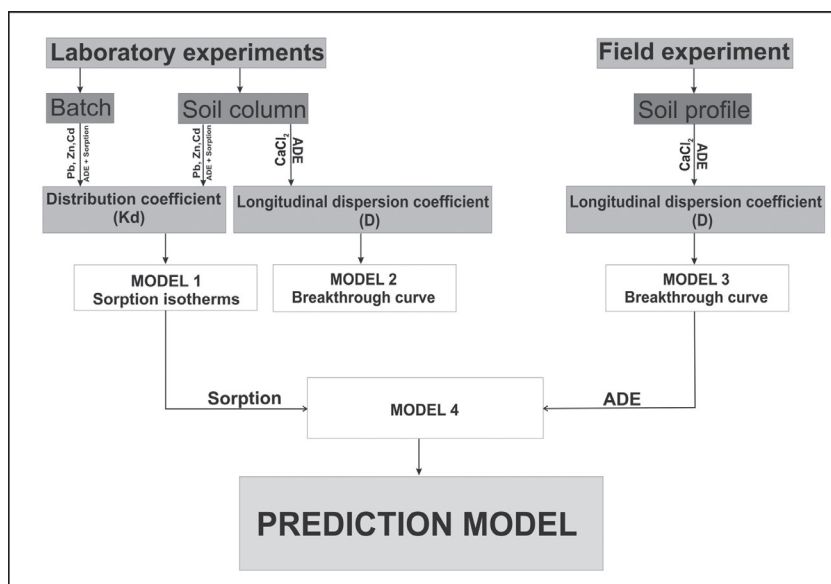 Laboratory experiments
Field experiment
Batch
Soil column
Soil profile
Pb, Zn,Cd
ADE + Sorption
Pb, Zn,Cd
ADE + Sorption
CaCl₂
ADE
CaCl₂
ADE
Distribution coefficient
(Kd)
Longitudinal dispersion coefficient
(D)
Longitudinal dispersion coefficient
(D)
MODEL 1
Sorption isotherms
MODEL 2
Breakthrough curve
MODEL 3
Breakthrough curve
Sorption
MODEL 4
ADE
PREDICTION MODEL